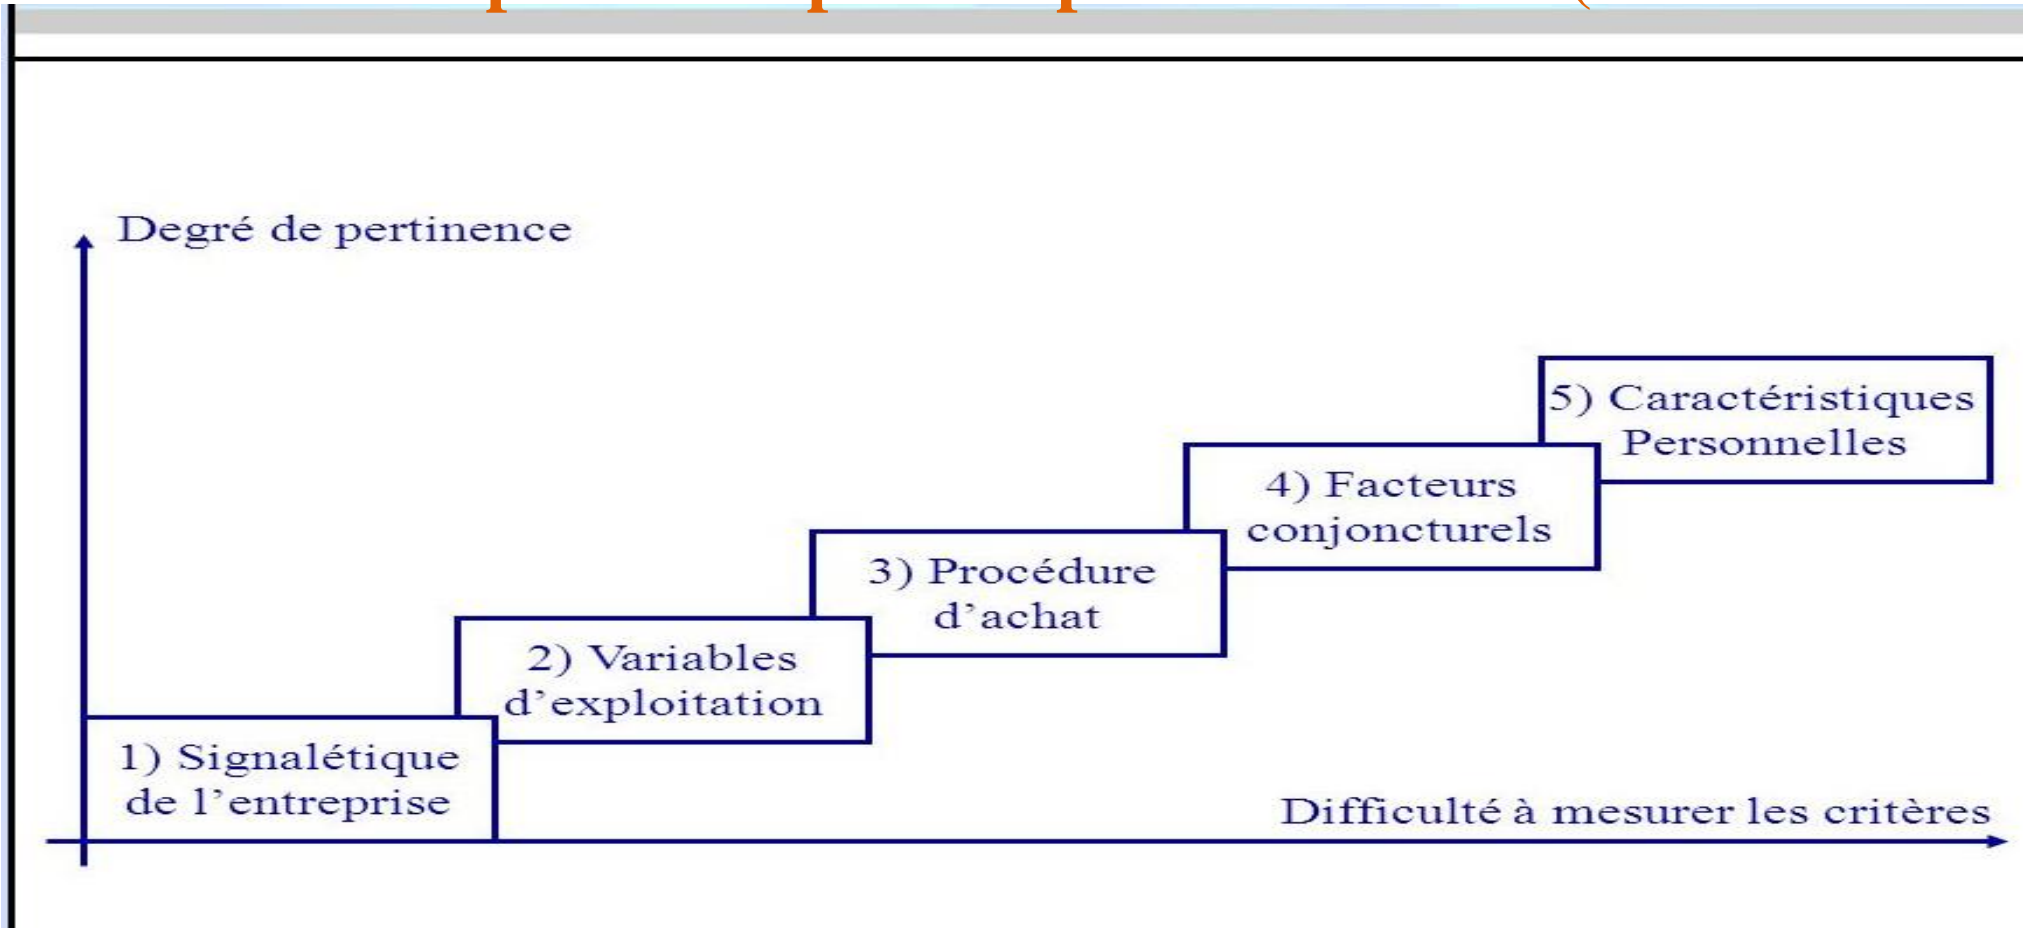 Degré de pertinence
5) Caractéristiques
Personnelles
4) Facteurs
conjoncturels
3) Procédure
d’achat
2) Variables
d’exploitation
1) Signalétique
de l’entreprise
Difficulté à mesurer les critères